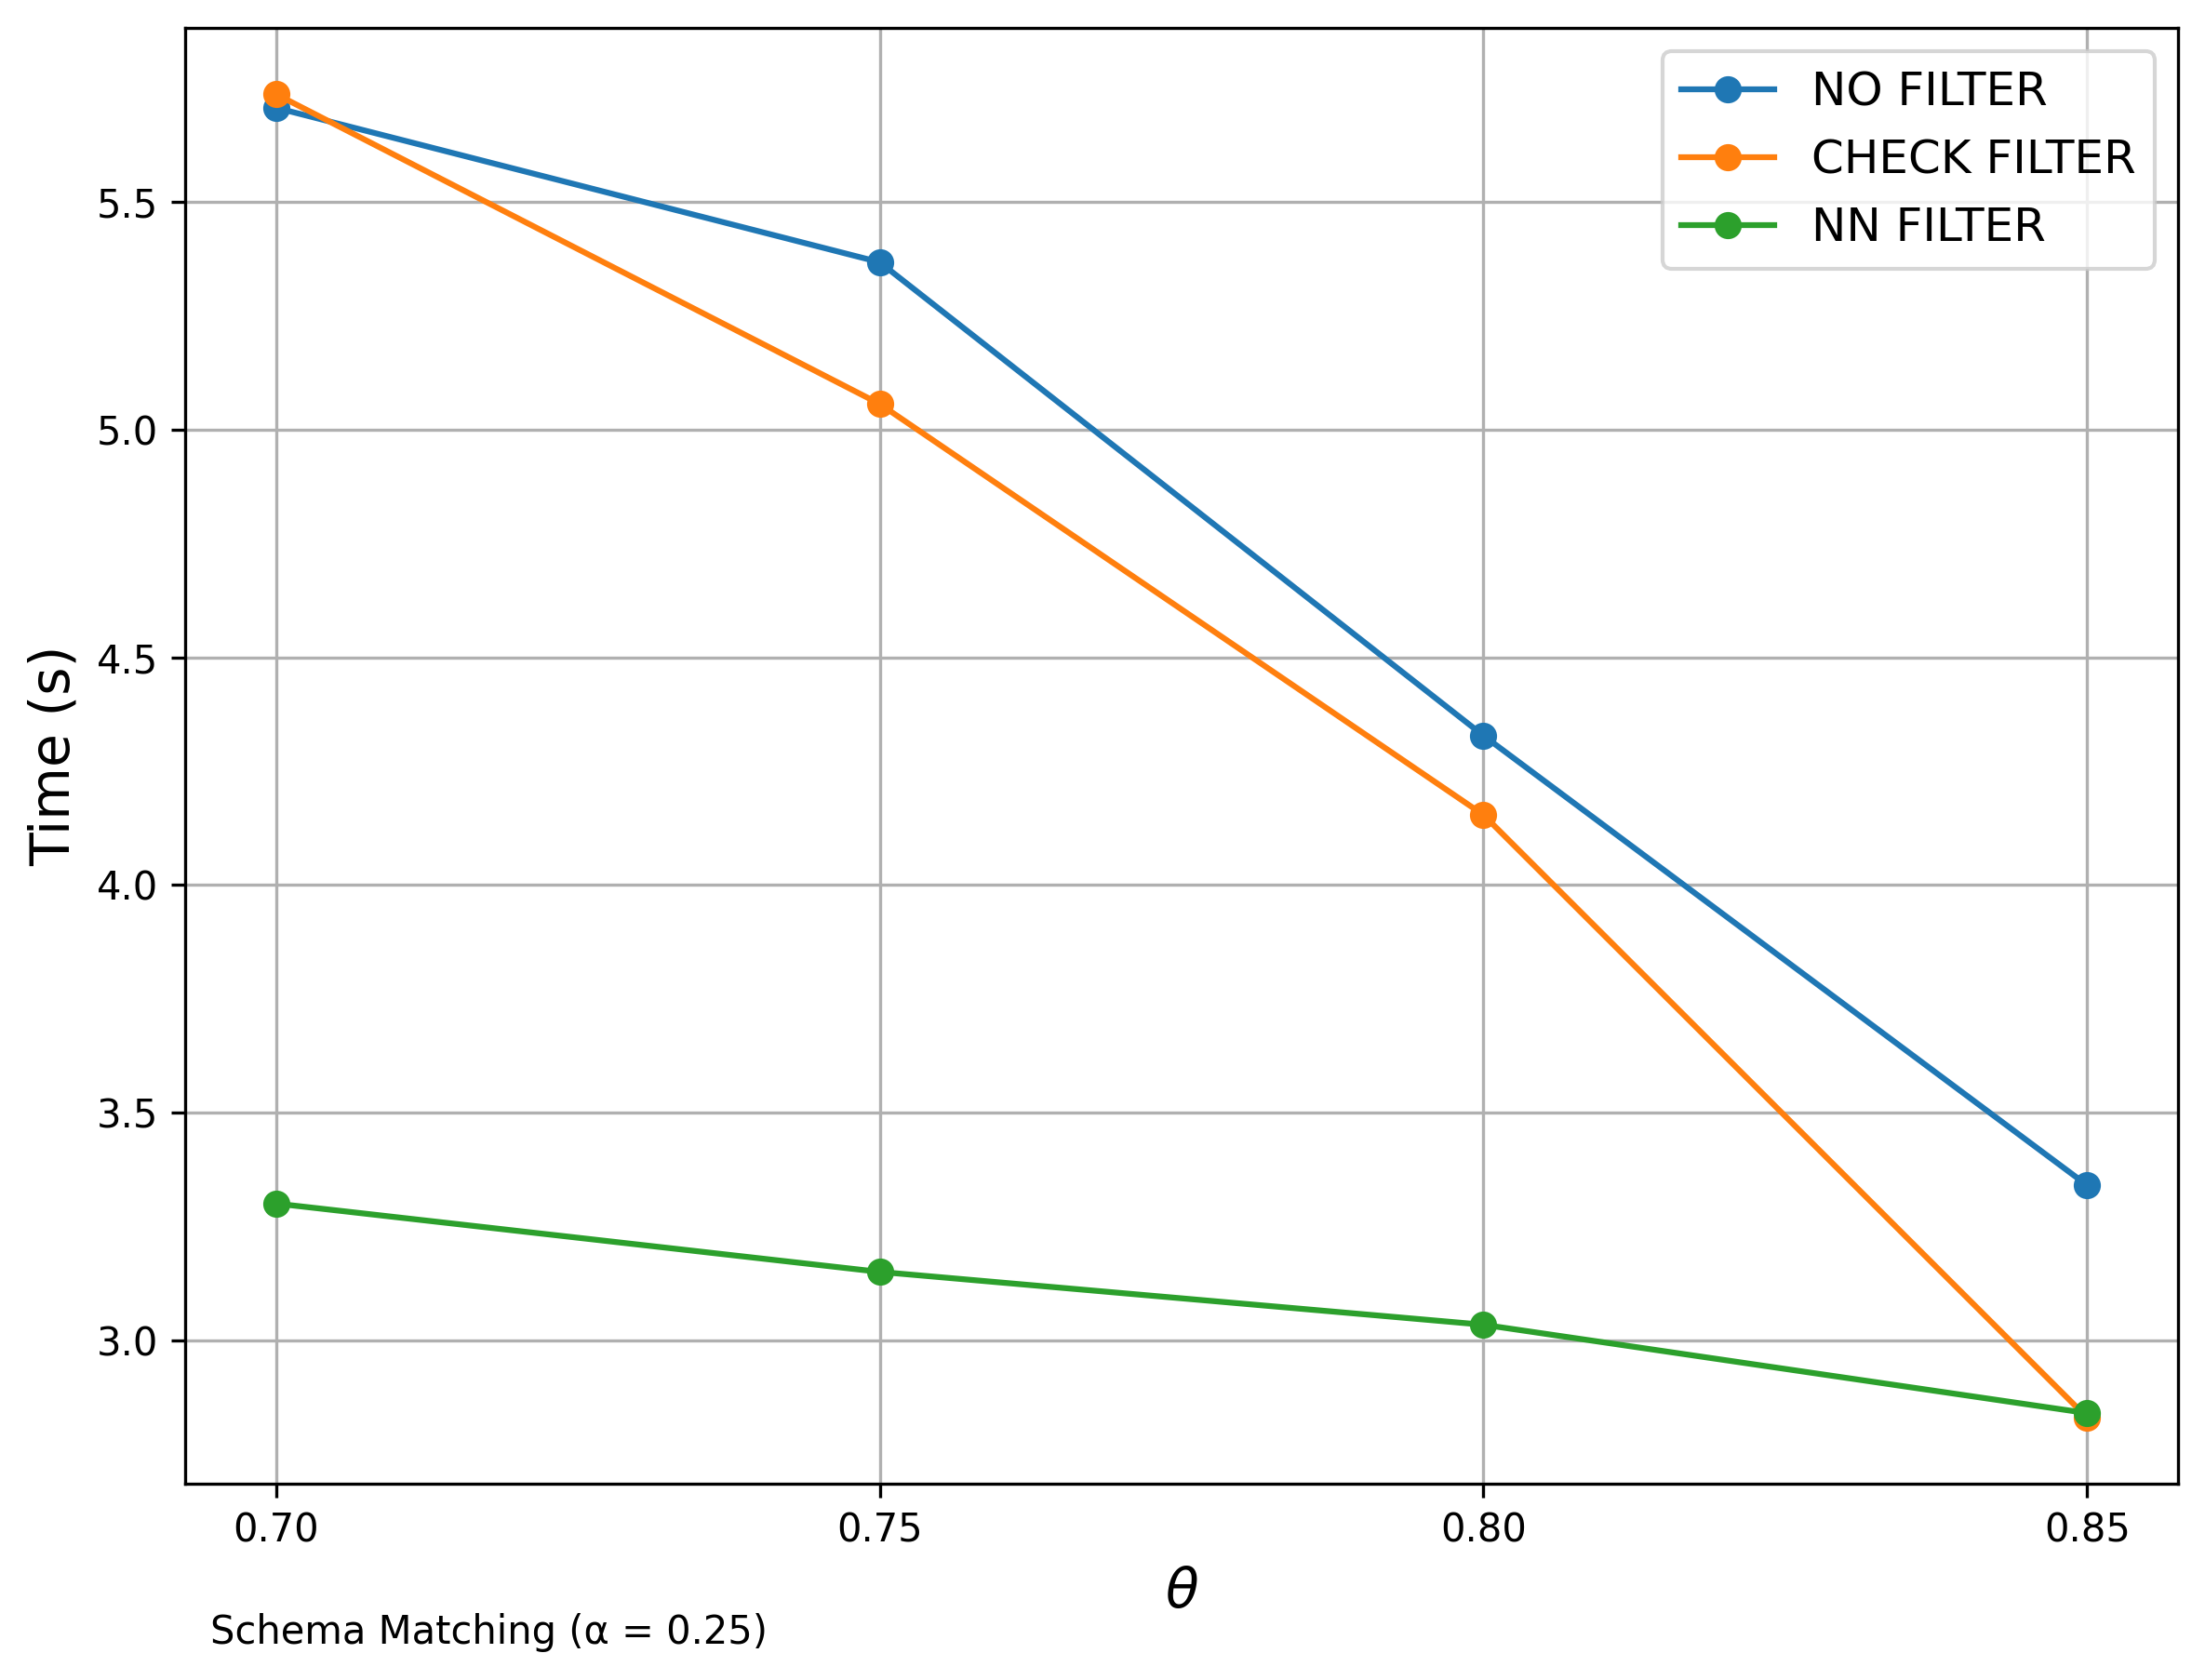 NO FILTER
CHECK FILTER
NN FILTER
Time (s)
5.5
5.0
4.5
4.0
3.5
3.0
0.70 0.75 0.80 0.85
θ
Schema Matching (α = 0.25)